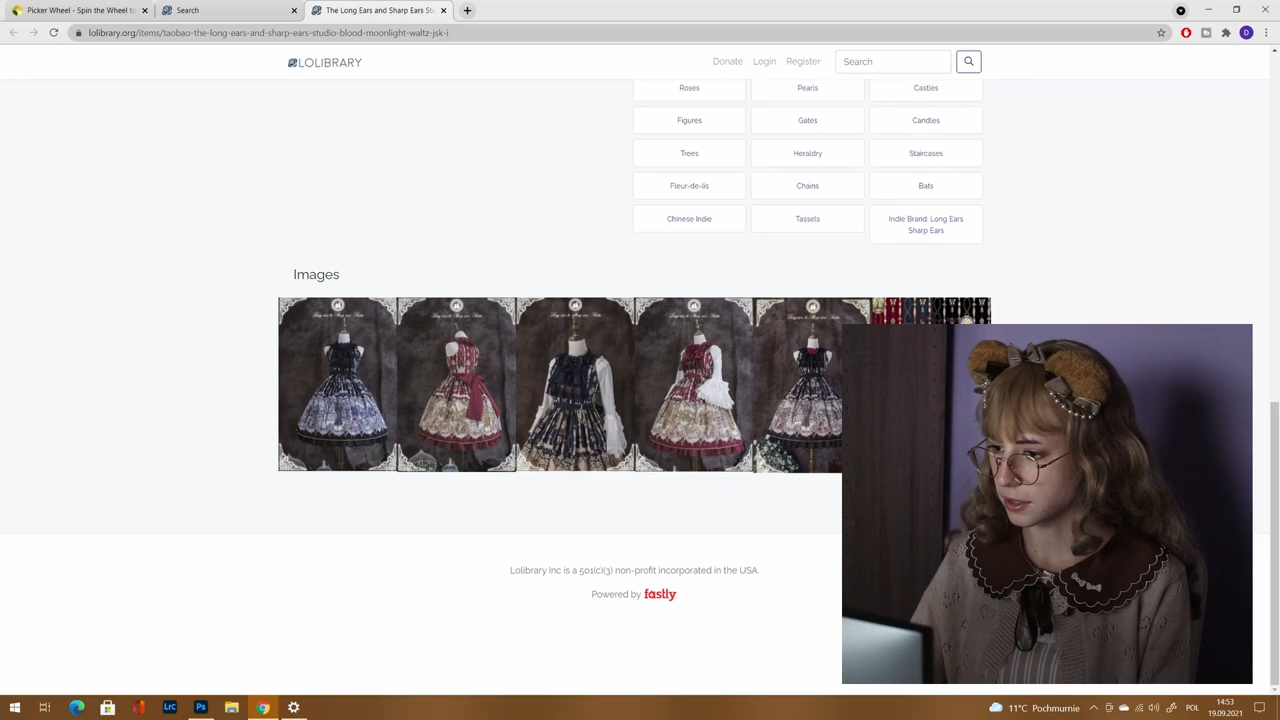 Picker Wheel - Spin the Wheel to
Search
The Long Ears and Sharp Ears Stu
lolibrary.org/items/taobao-the-long-ears-and-sharp-ears-studio-blood-moonlight-waltz-jsk-i
D
LOLIBRARY
Donate
Login
Register
Search
Roses
Pearls
Castles
Figures
Gates
Candles
Trees
Heraldry
Staircases
Fleur-de-lis
Chains
Bats
Chinese Indie
Tassels
Indie Brand: Long Ears
Sharp Ears
Images
Lolibrary Inc is a 501(c)(3) non-profit incorporated in the USA.
Powered by fastly
LrC
Ps
11°C Pochmurnie
POL
14:53
19.09.2021